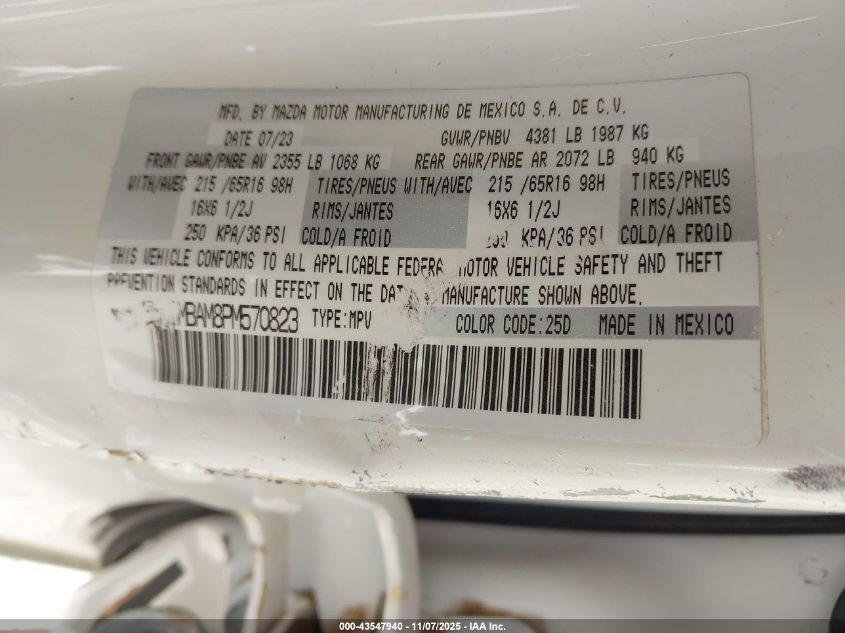 MFD. BY MAZDA MOTOR MANUFACTURING DE MEXICO S.A. DE C.V.
DATE 07/23 GVWR/PNBV 4381 LB 1987 KG
FRONT GAWR/PNBE AV 2355 LB 1068 KG REAR GAWR/PNBE AR 2072 LB 940 KG
WITH/AVEC 215 /65R16 98H TIRES/PNEUS WITH/AVEC 215 /65R16 98H TIRES/PNEUS
16X6 1/2J RIMS/JANTES 16X6 1/2J RIMS/JANTES
250 KPA/36 PSI COLD/A FROID KPA/36 PSI COLD/A FROID
THIS VEHICLE CONFORMS TO ALL APPLICABLE FEDERA MOTOR VEHICLE SAFETY AND THEFT
PREVENTION STANDARDS IN EFFECT ON THE DAT MANUFACTURE SHOWN ABOVE.
MBAM8PM570823 TYPE:MPV COLOR CODE:25D MADE IN MEXICO
000-43547940 - 11/07/2025 - IAA Inc.